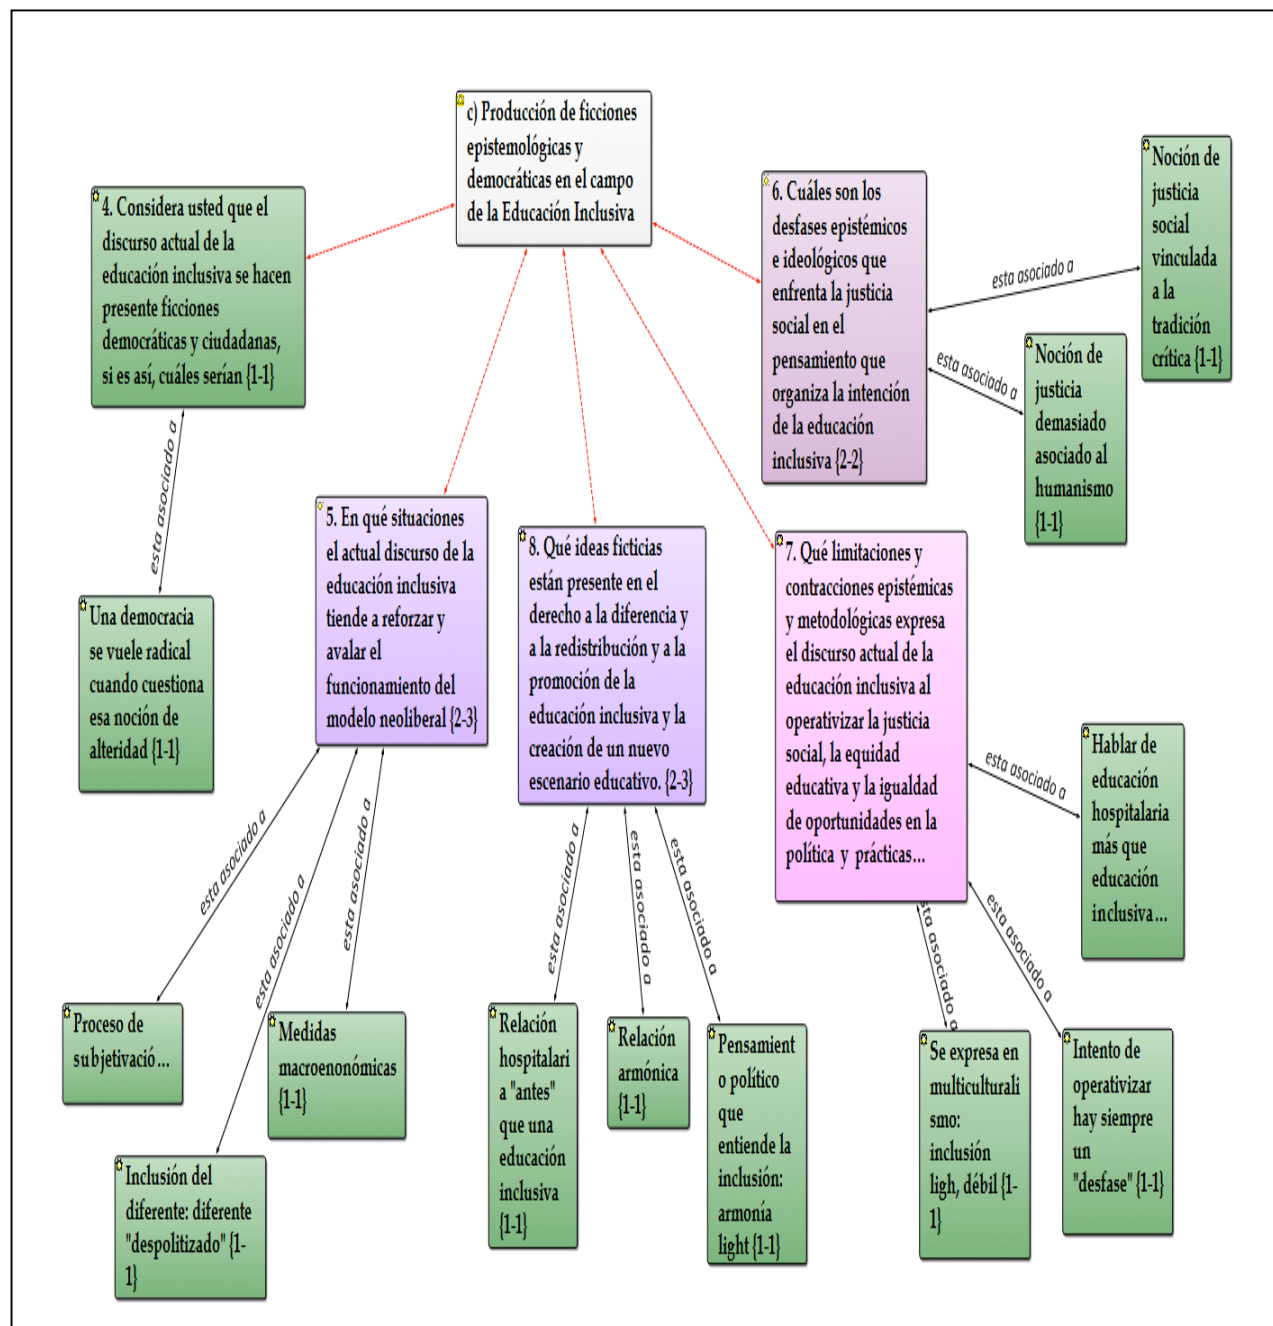 c) Producción de ficciones
epistemológicas y
democráticas en el campo
de la Educación Inclusiva
4. Considera usted que el
discurso actual de la
educación inclusiva se hacen
presente ficciones
democráticas y ciudadanas,
si es así, cuáles serían {1-1}
6. Cuáles son los
desfases epistémicos
e ideológicos que
enfrenta la justicia
social en el
pensamiento que
organiza la intención
de la educación
inclusiva {2-2}
Noción de
justicia
social
vinculada
a la
tradición
crítica {1-1}
esta asociado a
esta asociado a
Noción de
justicia
demasiado
asociado al
humanismo
{1-1}
esta asociado a
Una democracia
se vuele radical
cuando cuestiona
esa noción de
alteridad {1-1}
5. En qué situaciones
el actual discurso de la
educación inclusiva
tiende a reforzar y
avalar el
funcionamiento del
modelo neoliberal {2-3}
8. Qué ideas ficticias
están presente en el
derecho a la diferencia y
a la redistribución y a la
promoción de la
educación inclusiva y la
creación de un nuevo
escenario educativo. {2-3}
7. Qué limitaciones y
contracciones epistémicas
y metodológicas expresa
el discurso actual de la
educación inclusiva al
operativizar la justicia
social, la equidad
educativa y la igualdad
de oportunidades en la
política y prácticas...
esta asociado a
Hablar de
educación
hospitalaria
más que
educación
inclusiva...
esta asociado a
esta asociado a
esta asociado a
esta asociado a
esta asociado a
esta asociado a
esta asociado a
esta asociado a
Proceso de
subjetivació...
Medidas
macroenonómicas
{1-1}
Inclusión del
diferente: diferente
"despolitizado" {1-
1}
Relación
hospitalari
a "antes"
que una
educación
inclusiva
{1-1}
Relación
armónica
{1-1}
Pensamient
o político
que
entiende la
inclusión:
armonía
light {1-1}
Se expresa en
multiculturali
smo:
inclusión
ligh, débil {1-
1}
Intento de
operativizar
hay siempre
un
"desfase" {1-1}